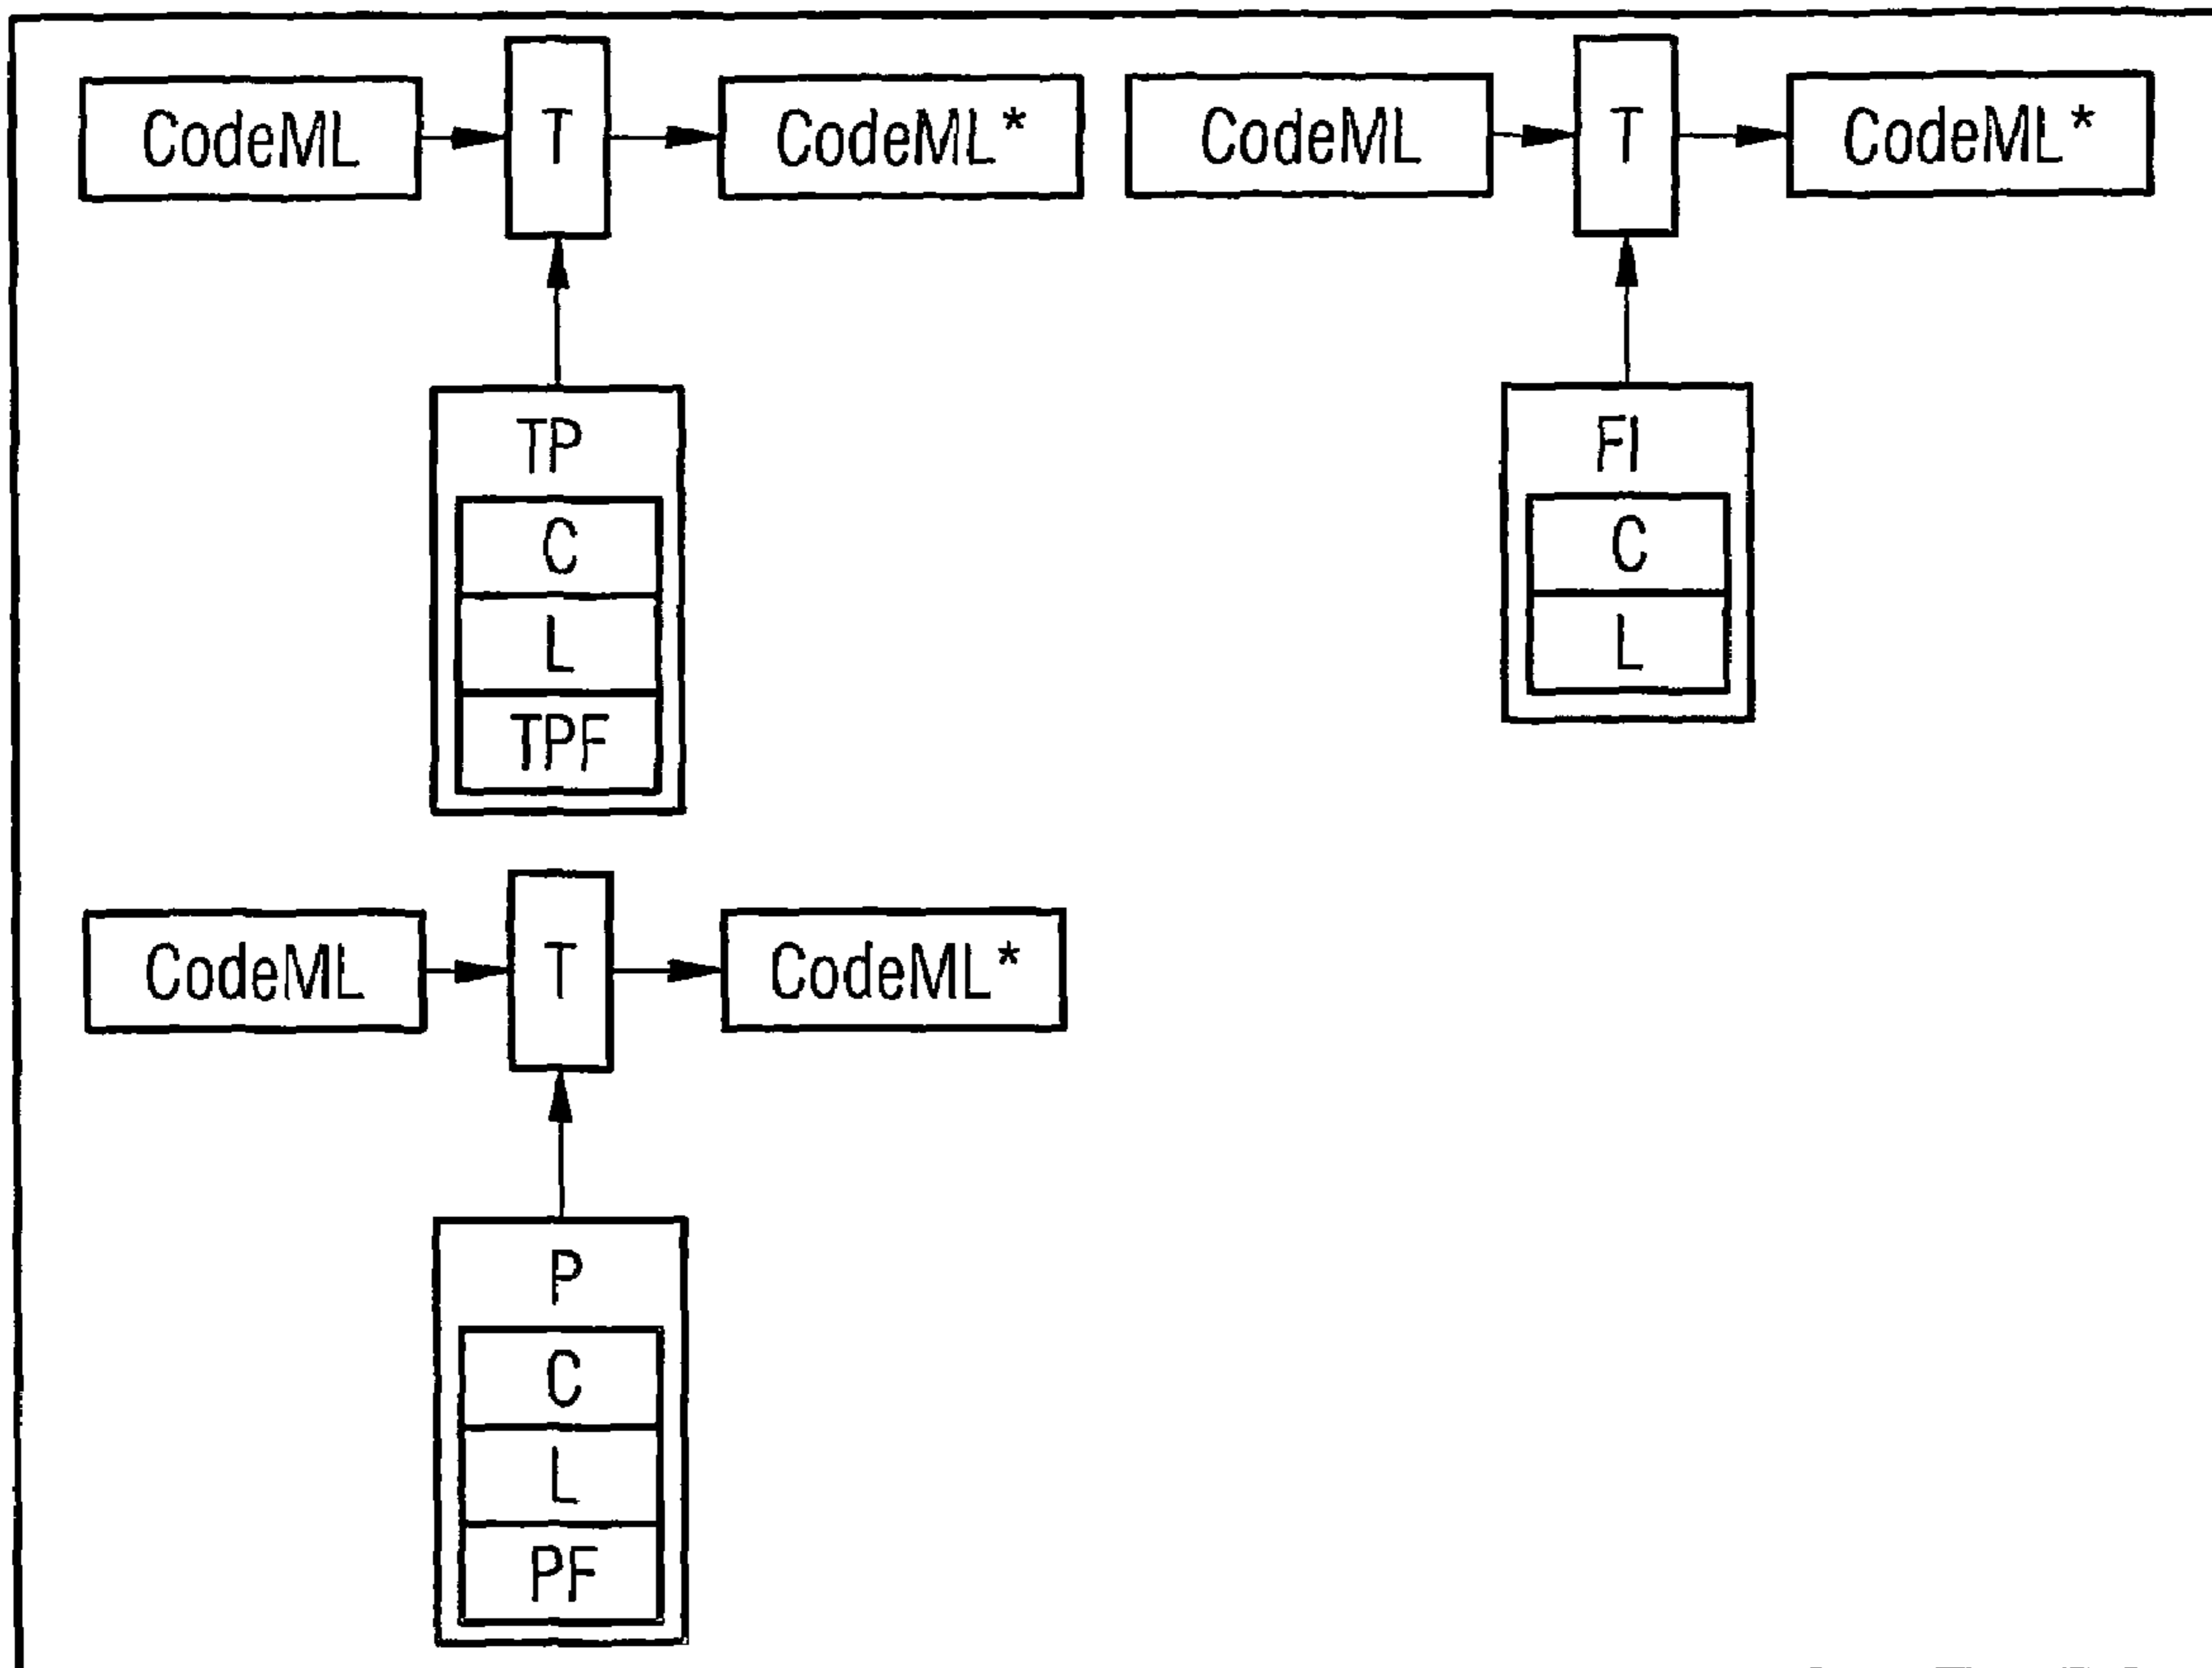 CodeML T CodeML* CodeML T CodeML*
TP FI
C C
L L
TPF
CodeML T CodeML*
P
C
L
PF